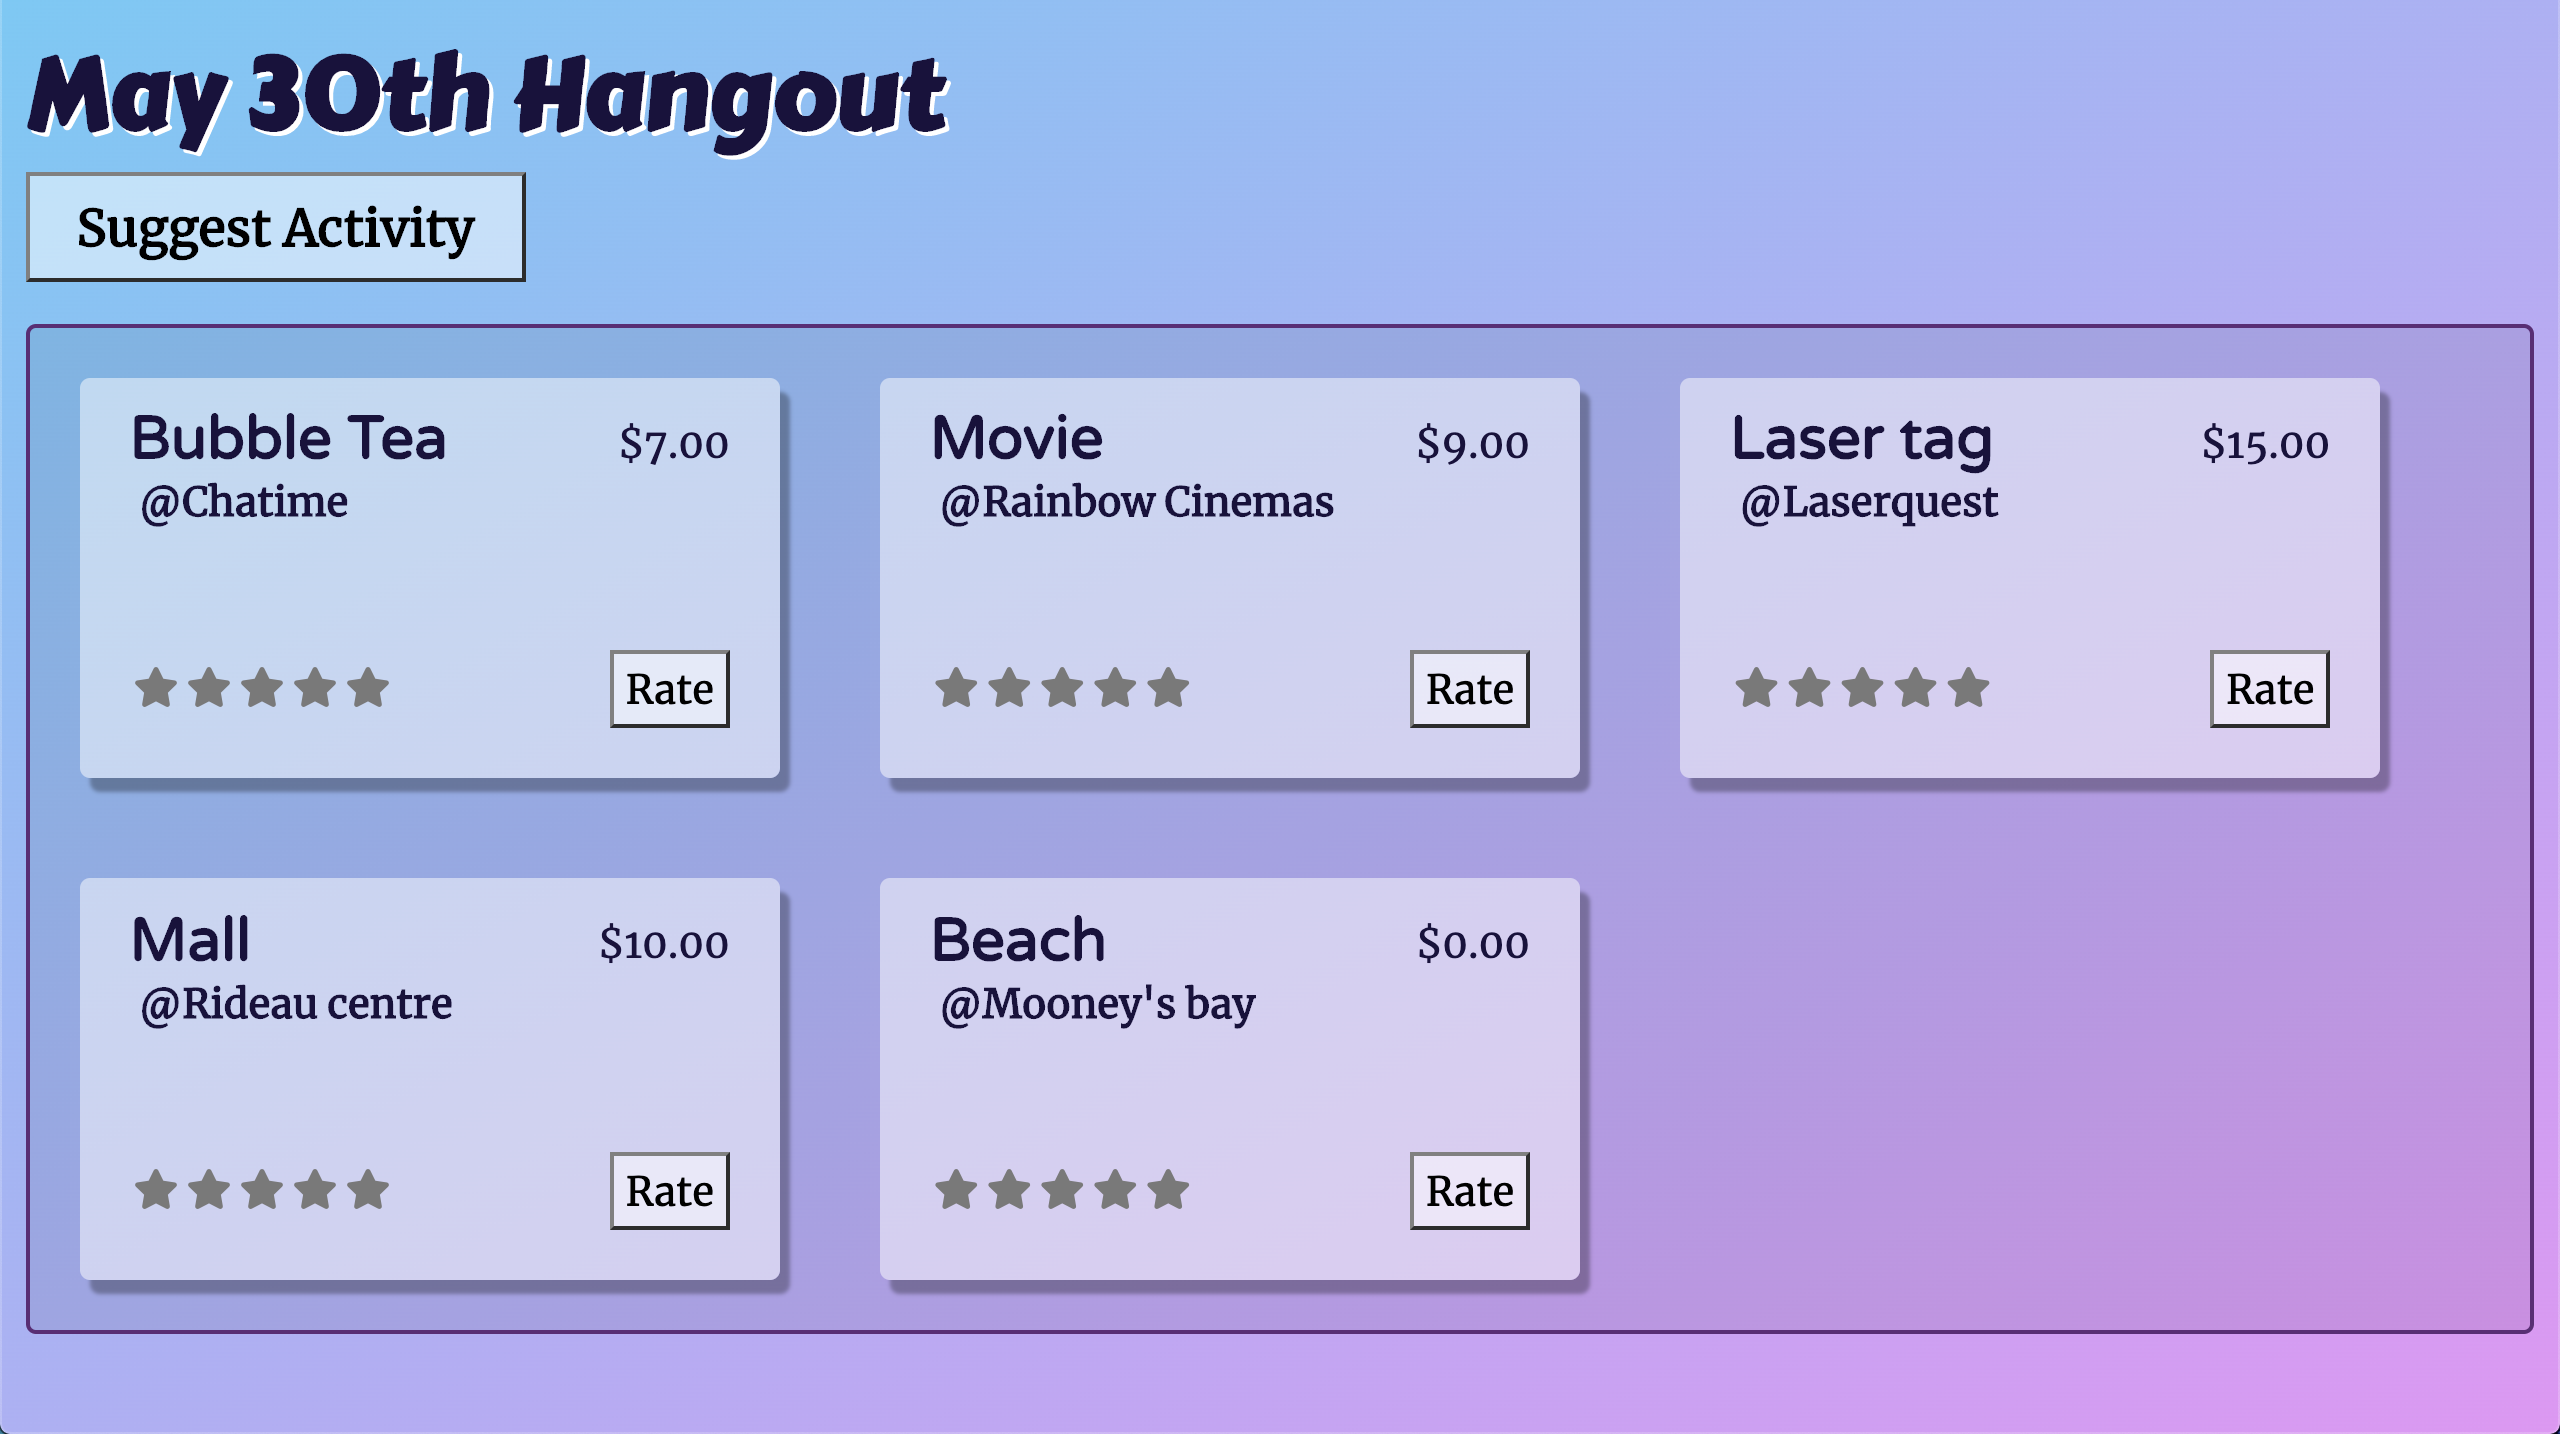 May 30th Hangout
Suggest Activity
Bubble Tea $7.00
@Chatime
Rate
Movie $9.00
@Rainbow Cinemas
Rate
Laser tag $15.00
@Laserquest
Rate
Mall $10.00
@Rideau centre
Rate
Beach $0.00
@Mooney's bay
Rate